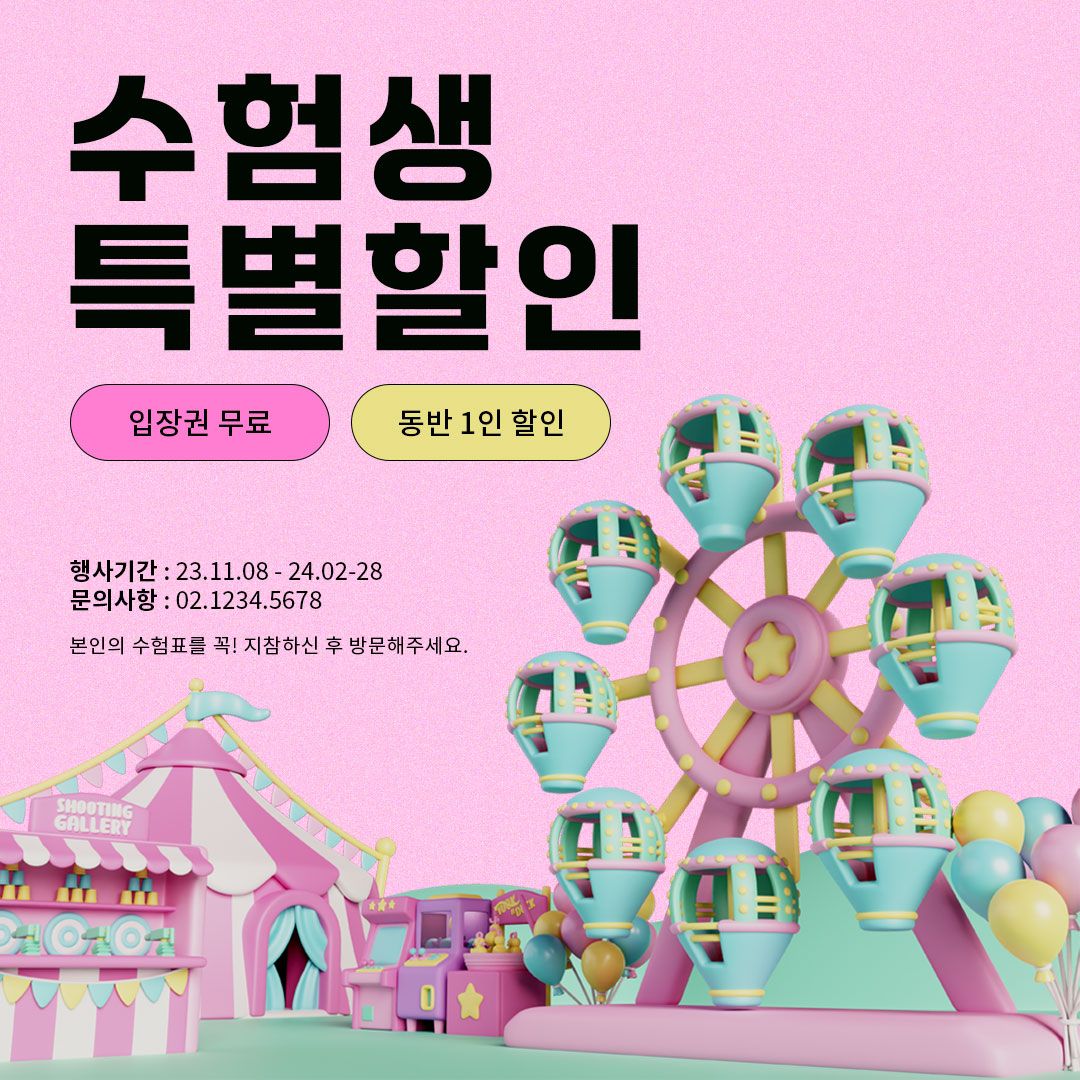 수험생
특별할인
입장권 무료
동반 1인 할인
행사기간 : 23.11.08 - 24.02-28
문의사항 : 02.1234.5678
본인의 수험표를 꼭! 지참하신 후 방문해주세요.
SHOOTING
GALLERY